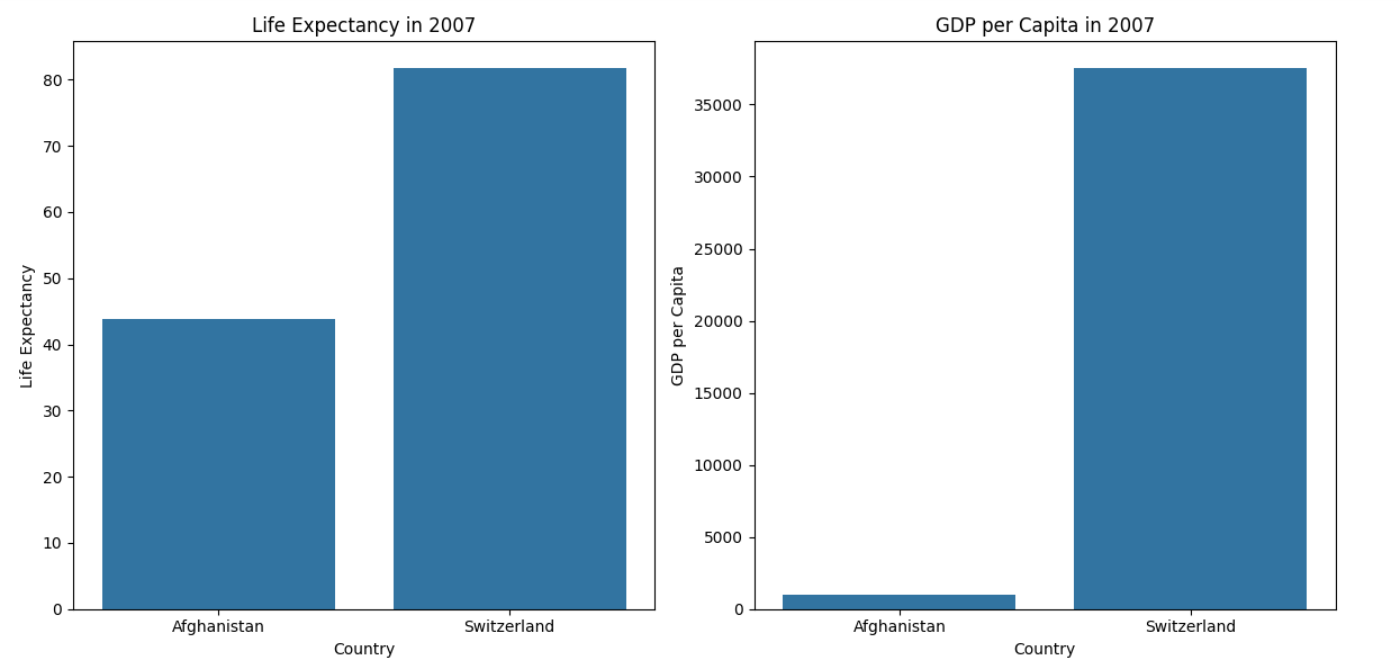 Life Expectancy in 2007
Life Expectancy
80
70
60
50
40
30
20
10
0
Afghanistan Switzerland
Country
GDP per Capita in 2007
GDP per Capita
35000
30000
25000
20000
15000
10000
5000
0
Afghanistan Switzerland
Country